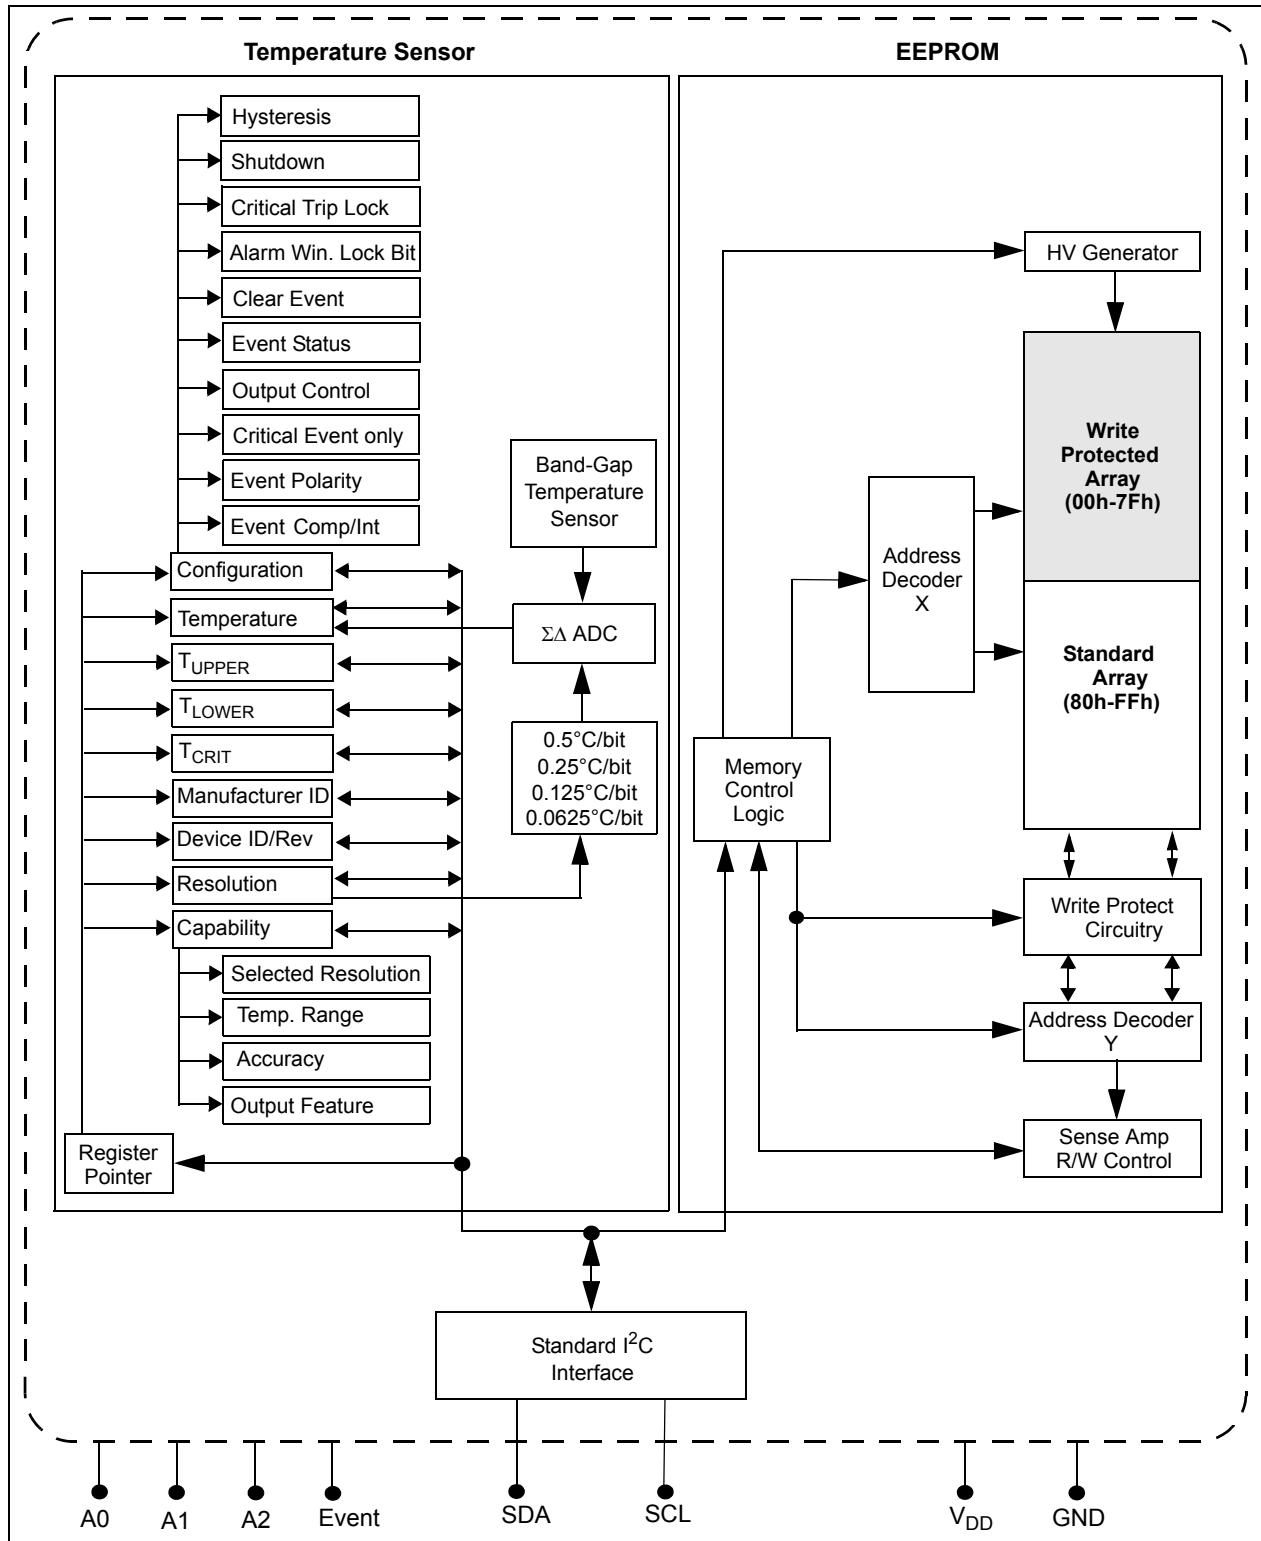 Temperature Sensor
EEPROM
Hysteresis
Shutdown
Critical Trip Lock
Alarm Win. Lock Bit
Clear Event
Event Status
Output Control
Critical Event only
Event Polarity
Event Comp/Int
Configuration
Temperature
TUPPER
TLOWER
TCRIT
Manufacturer ID
Device ID/Rev
Resolution
Capability
Selected Resolution
Temp. Range
Accuracy
Output Feature
Register
Pointer
Band-Gap
Temperature
Sensor
ΣΔ ADC
0.5°C/bit
0.25°C/bit
0.125°C/bit
0.0625°C/bit
HV Generator
Write
Protected
Array
(00h-7Fh)
Address
Decoder
X
Standard
Array
(80h-FFh)
Memory
Control
Logic
Write Protect
Circuitry
Address Decoder
Y
Sense Amp
R/W Control
Standard I²C
Interface
A0
A1
A2
Event
SDA
SCL
VDD
GND